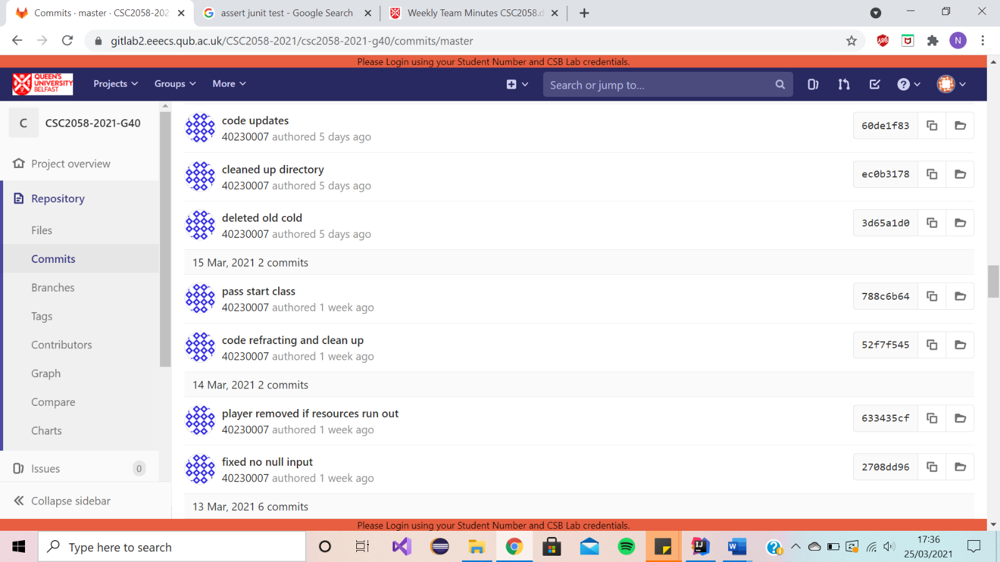 Commits · master · CSC2058-202
assert junit test - Google Search
Weekly Team Minutes CSC2058.d
gitlab2.eeecs.qub.ac.uk/CSC2058-2021/csc2058-2021-g40/commits/master
N
Please Login using your Student Number and CSB Lab credentials.
QUEEN'S
UNIVERSITY
BELFAST
Projects
Groups
More
Search or jump to...
C
CSC2058-2021-G40
Project overview
Repository
Files
Commits
Branches
Tags
Contributors
Graph
Compare
Charts
Issues
0
Collapse sidebar
code updates
40230007 authored 5 days ago
60de1f83
cleaned up directory
40230007 authored 5 days ago
ec0b3178
deleted old cold
40230007 authored 5 days ago
3d65a1d0
15 Mar, 2021 2 commits
pass start class
40230007 authored 1 week ago
788c6b64
code refracting and clean up
40230007 authored 1 week ago
52f7f545
14 Mar, 2021 2 commits
player removed if resources run out
40230007 authored 1 week ago
633435cf
fixed no null input
40230007 authored 1 week ago
2708dd96
13 Mar, 2021 6 commits
Please Login using your Student Number and CSB Lab credentials.
Type here to search
17:36
25/03/2021